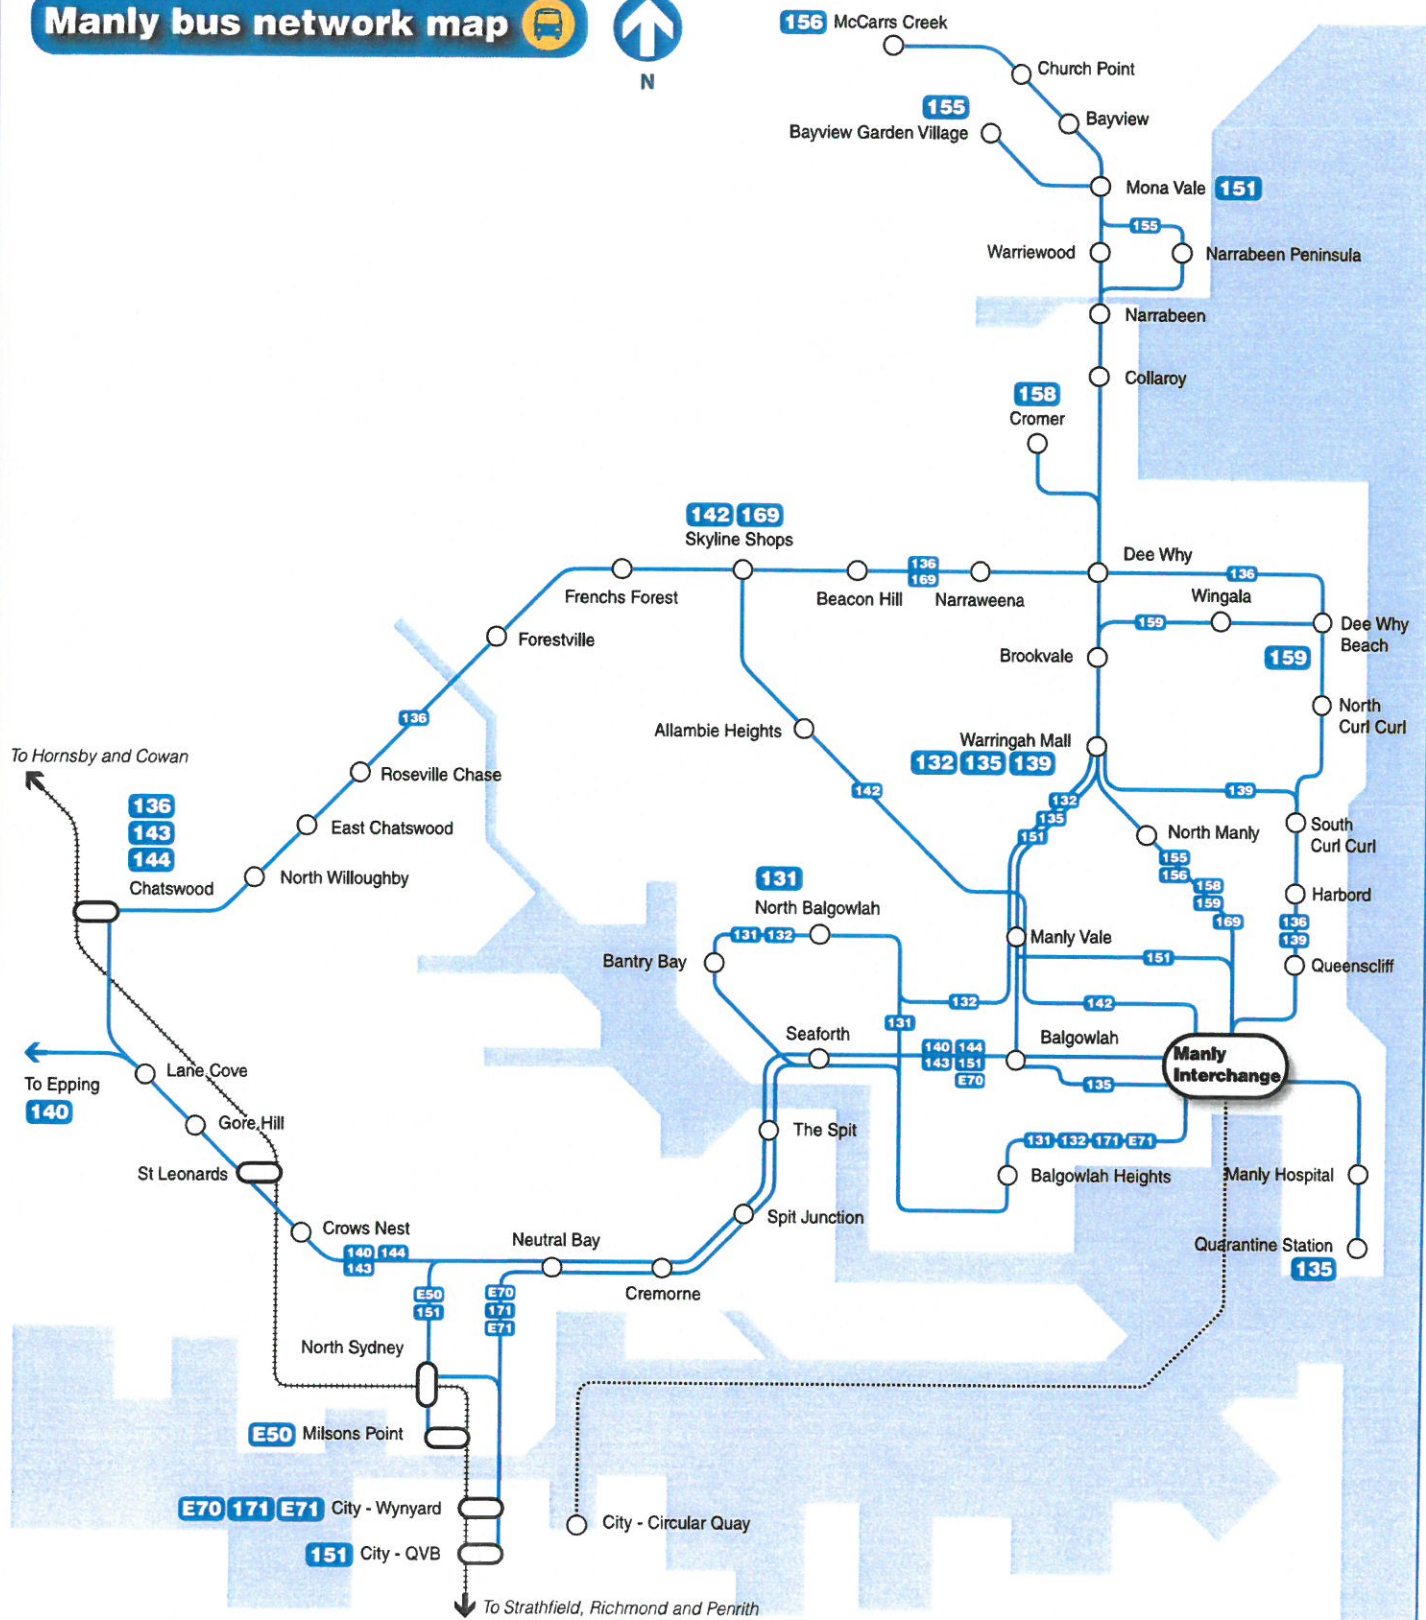 Manly bus network map
N
156 McCarrs Creek
Church Point
155
Bayview
Bayview Garden Village
Mona Vale 151
155
Warriewood
Narrabeen Peninsula
Narrabeen
Collaroy
158
Cromer
142 169
Skyline Shops
Dee Why
136
169
136
Frenchs Forest
Beacon Hill
Narraweena
Wingala
159
Dee Why
Beach
Forestville
Brookvale
159
136
Allambie Heights
North
Curl Curl
Warringah Mall
132 135 139
To Hornsby and Cowan
Roseville Chase
142
139
132
135
151
136
143
144
Chatswood
East Chatswood
North Manly
South
Curl Curl
155
156
158
159
169
North Willoughby
131
North Balgowlah
Harbord
136
139
131 132
Manly Vale
Bantry Bay
151
Queenscliff
132
142
131
Seaforth
Balgowlah
140 144
143 151
E70
Manly
Interchange
135
Lane Cove
To Epping
140
Gore Hill
The Spit
131 132 171 E71
St Leonards
Balgowlah Heights
Manly Hospital
Spit Junction
Crows Nest
Neutral Bay
140 144
143
Quarantine Station
135
Cremorne
E50
151
E70
171
E71
North Sydney
E50 Milsons Point
E70 171 E71 City - Wynyard
City - Circular Quay
151 City - QVB
To Strathfield, Richmond and Penrith